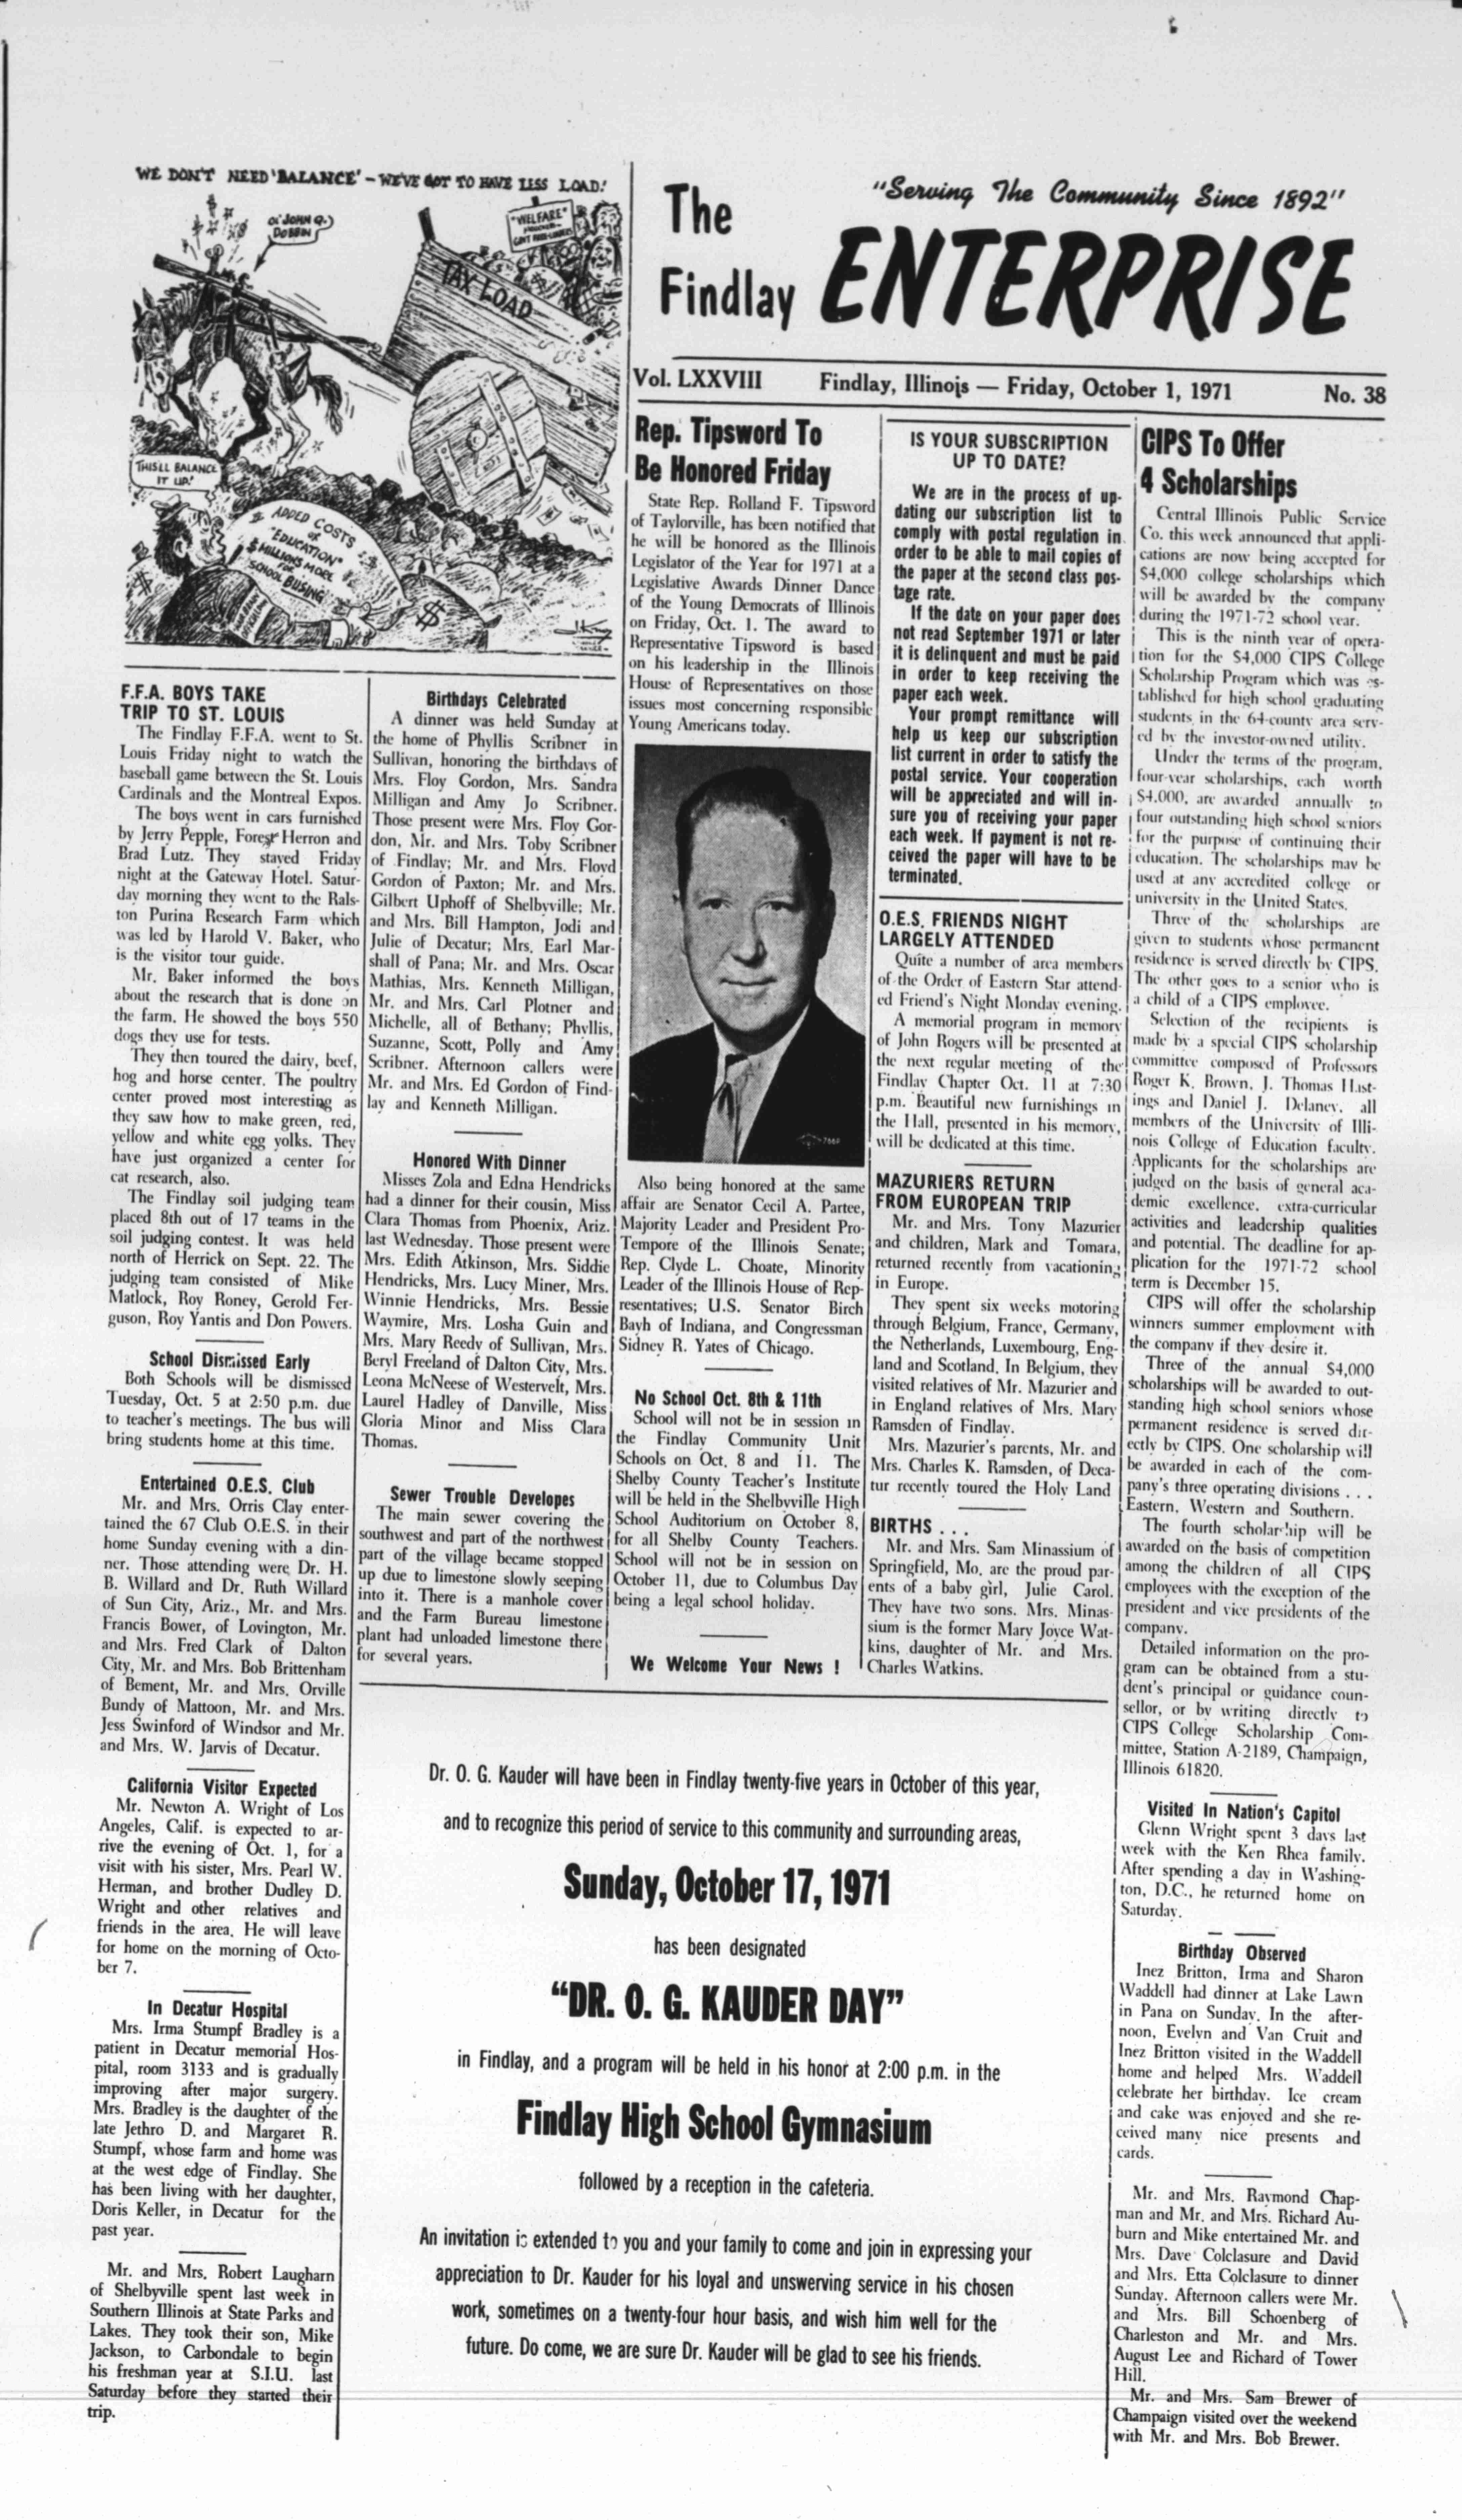 WE DON'T NEED 'BALANCE' - WE'VE GOT TO HAVE LESS LOAD!
OL' JOHN Q. DOBBIN
"WELFARE"
TAX LOAD
THIS'LL BALANCE
IT UP!
ADDED COSTS
OF
"EDUCATION"
$ MILLIONS MORE
FOR
SCHOOL BUSING
"Serving The Community Since 1892"
The
Findlay ENTERPRISE
Vol. LXXVIII Findlay, Illinois — Friday, October 1, 1971 No. 38
F.F.A. BOYS TAKE
TRIP TO ST. LOUIS
The Findlay F.F.A. went to St.
Louis Friday night to watch the
baseball game between the St. Louis
Cardinals and the Montreal Expos.
The boys went in cars furnished
by Jerry Pepple, Forest Herron and
Brad Lutz. They stayed Friday
night at the Gateway Hotel. Satur-
day morning they went to the Rals-
ton Purina Research Farm which
was led by Harold V. Baker, who
is the visitor tour guide.
Mr. Baker informed the boys
about the research that is done on
the farm. He showed the boys 550
dogs they use for tests.
They then toured the dairy, beef,
hog and horse center. The poultry
center proved most interesting as
they saw how to make green, red,
yellow and white egg yolks. They
have just organized a center for
cat research, also.
The Findlay soil judging team
placed 8th out of 17 teams in the
soil judging contest. It was held
north of Herrick on Sept. 22. The
judging team consisted of Mike
Matlock, Roy Roney, Gerold Fer-
guson, Roy Yantis and Don Powers.
School Dismissed Early
Both Schools will be dismissed
Tuesday, Oct. 5 at 2:50 p.m. due
to teacher's meetings. The bus will
bring students home at this time.
Entertained O.E.S. Club
Mr. and Mrs. Orris Clay enter-
tained the 67 Club O.E.S. in their
home Sunday evening with a din-
ner. Those attending were Dr. H.
B. Willard and Dr. Ruth Willard
of Sun City, Ariz., Mr. and Mrs.
Francis Bower, of Lovington, Mr.
and Mrs. Fred Clark of Dalton
City, Mr. and Mrs. Bob Brittenham
of Bement, Mr. and Mrs. Orville
Bundy of Mattoon, Mr. and Mrs.
Jess Swinford of Windsor and Mr.
and Mrs. W. Jarvis of Decatur.
California Visitor Expected
Mr. Newton A. Wright of Los
Angeles, Calif. is expected to ar-
rive the evening of Oct. 1, for a
visit with his sister, Mrs. Pearl W.
Herman, and brother Dudley D.
Wright and other relatives and
friends in the area. He will leave
for home on the morning of Octo-
ber 7.
In Decatur Hospital
Mrs. Irma Stumpf Bradley is a
patient in Decatur memorial Hos-
pital, room 3133 and is gradually
improving after major surgery.
Mrs. Bradley is the daughter of the
late Jethro D. and Margaret R.
Stumpf, whose farm and home was
at the west edge of Findlay. She
has been living with her daughter,
Doris Keller, in Decatur for the
past year.
Mr. and Mrs. Robert Laugharn
of Shelbyville spent last week in
Southern Illinois at State Parks and
Lakes. They took their son, Mike
Jackson, to Carbondale to begin
his freshman year at S.I.U. last
Saturday before they started their
trip.
Birthdays Celebrated
A dinner was held Sunday at
the home of Phyllis Scribner in
Sullivan, honoring the birthdays of
Mrs. Floy Gordon, Mrs. Sandra
Milligan and Amy Jo Scribner.
Those present were Mrs. Floy Gor-
don, Mr. and Mrs. Toby Scribner
of Findlay; Mr. and Mrs. Floyd
Gordon of Paxton; Mr. and Mrs.
Gilbert Uphoff of Shelbyville; Mr.
and Mrs. Bill Hampton, Jodi and
Julie of Decatur; Mrs. Earl Mar-
shall of Pana; Mr. and Mrs. Oscar
Mathias, Mrs. Kenneth Milligan,
Mr. and Mrs. Carl Plotner and
Michelle, all of Bethany; Phyllis,
Suzanne, Scott, Polly and Amy
Scribner. Afternoon callers were
Mr. and Mrs. Ed Gordon of Find-
lay and Kenneth Milligan.
Honored With Dinner
Misses Zola and Edna Hendricks
had a dinner for their cousin, Miss
Clara Thomas from Phoenix, Ariz.
last Wednesday. Those present were
Mrs. Edith Atkinson, Mrs. Siddie
Hendricks, Mrs. Lucy Miner, Mrs.
Winnie Hendricks, Mrs. Bessie
Waymire, Mrs. Losha Guin and
Mrs. Mary Reedy of Sullivan, Mrs.
Beryl Freeland of Dalton City, Mrs.
Leona McNeese of Westervelt, Mrs.
Laurel Hadley of Danville, Miss
Gloria Minor and Miss Clara
Thomas.
Sewer Trouble Developes
The main sewer covering the
southwest and part of the northwest
part of the village became stopped
up due to limestone slowly seeping
into it. There is a manhole cover
and the Farm Bureau limestone
plant had unloaded limestone there
for several years.
Rep. Tipsword To
Be Honored Friday
State Rep. Rolland F. Tipsword
of Taylorville, has been notified that
he will be honored as the Illinois
Legislator of the Year for 1971 at a
Legislative Awards Dinner Dance
of the Young Democrats of Illinois
on Friday, Oct. 1. The award to
Representative Tipsword is based
on his leadership in the Illinois
House of Representatives on those
issues most concerning responsible
Young Americans today.
Also being honored at the same
affair are Senator Cecil A. Partee,
Majority Leader and President Pro-
Tempore of the Illinois Senate;
Rep. Clyde L. Choate, Minority
Leader of the Illinois House of Rep-
resentatives; U.S. Senator Birch
Bayh of Indiana, and Congressman
Sidney R. Yates of Chicago.
No School Oct. 8th & 11th
School will not be in session in
the Findlay Community Unit
Schools on Oct. 8 and 11. The
Shelby County Teacher's Institute
will be held in the Shelbyville High
School Auditorium on October 8,
for all Shelby County Teachers.
School will not be in session on
October 11, due to Columbus Day
being a legal school holiday.
We Welcome Your News !
IS YOUR SUBSCRIPTION
UP TO DATE?
We are in the process of up-
dating our subscription list to
comply with postal regulation in
order to be able to mail copies of
the paper at the second class pos-
tage rate.
If the date on your paper does
not read September 1971 or later
it is delinquent and must be paid
in order to keep receiving the
paper each week.
Your prompt remittance will
help us keep our subscription
list current in order to satisfy the
postal service. Your cooperation
will be appreciated and will in-
sure you of receiving your paper
each week. If payment is not re-
ceived the paper will have to be
terminated.
O.E.S. FRIENDS NIGHT
LARGELY ATTENDED
Quite a number of area members
of the Order of Eastern Star attend-
ed Friend's Night Monday evening.
A memorial program in memory
of John Rogers will be presented at
the next regular meeting of the
Findlay Chapter Oct. 11 at 7:30
p.m. Beautiful new furnishings in
the Hall, presented in his memory,
will be dedicated at this time.
MAZURIERS RETURN
FROM EUROPEAN TRIP
Mr. and Mrs. Tony Mazurier
and children, Mark and Tomara,
returned recently from vacationing
in Europe.
They spent six weeks motoring
through Belgium, France, Germany,
the Netherlands, Luxembourg, Eng-
land and Scotland. In Belgium, they
visited relatives of Mr. Mazurier and
in England relatives of Mrs. Mary
Ramsden of Findlay.
Mrs. Mazurier's parents, Mr. and
Mrs. Charles K. Ramsden, of Deca-
tur recently toured the Holy Land
BIRTHS . . .
Mr. and Mrs. Sam Minassium of
Springfield, Mo. are the proud par-
ents of a baby girl, Julie Carol.
They have two sons. Mrs. Minas-
sium is the former Mary Joyce Wat-
kins, daughter of Mr. and Mrs.
Charles Watkins.
CIPS To Offer
4 Scholarships
Central Illinois Public Service
Co. this week announced that appli-
cations are now being accepted for
$4,000 college scholarships which
will be awarded by the company
during the 1971-72 school year.
This is the ninth year of opera-
tion for the $4,000 CIPS College
Scholarship Program which was es-
tablished for high school graduating
students in the 64-county area serv-
ed by the investor-owned utility.
Under the terms of the program,
four-year scholarships, each worth
$4,000, are awarded annually to
four outstanding high school seniors
for the purpose of continuing their
education. The scholarships may be
used at any accredited college or
university in the United States.
Three of the scholarships are
given to students whose permanent
residence is served directly by CIPS.
The other goes to a senior who is
a child of a CIPS employee.
Selection of the recipients is
made by a special CIPS scholarship
committee composed of Professors
Roger K. Brown, J. Thomas Hast-
ings and Daniel J. Delaney, all
members of the University of Illi-
nois College of Education faculty.
Applicants for the scholarships are
judged on the basis of general aca-
demic excellence, extra-curricular
activities and leadership qualities
and potential. The deadline for ap-
plication for the 1971-72 school
term is December 15.
CIPS will offer the scholarship
winners summer employment with
the company if they desire it.
Three of the annual $4,000
scholarships will be awarded to out-
standing high school seniors whose
permanent residence is served dir-
ectly by CIPS. One scholarship will
be awarded in each of the com-
pany's three operating divisions . . .
Eastern, Western and Southern.
The fourth scholarship will be
awarded on the basis of competition
among the children of all CIPS
employees with the exception of the
president and vice presidents of the
company.
Detailed information on the pro-
gram can be obtained from a stu-
dent's principal or guidance coun-
sellor, or by writing directly to
CIPS College Scholarship Com-
mittee, Station A-2189, Champaign,
Illinois 61820.
Visited In Nation's Capitol
Glenn Wright spent 3 days last
week with the Ken Rhea family.
After spending a day in Washing-
ton, D.C., he returned home on
Saturday.
Birthday Observed
Inez Britton, Irma and Sharon
Waddell had dinner at Lake Lawn
in Pana on Sunday. In the after-
noon, Evelyn and Van Cruit and
Inez Britton visited in the Waddell
home and helped Mrs. Waddell
celebrate her birthday. Ice cream
and cake was enjoyed and she re-
ceived many nice presents and
cards.
Mr. and Mrs. Raymond Chap-
man and Mr. and Mrs. Richard Au-
burn and Mike entertained Mr. and
Mrs. Dave Colclasure and David
and Mrs. Etta Colclasure to dinner
Sunday. Afternoon callers were Mr.
and Mrs. Bill Schoenberg of
Charleston and Mr. and Mrs.
August Lee and Richard of Tower
Hill.
Mr. and Mrs. Sam Brewer of
Champaign visited over the weekend
with Mr. and Mrs. Bob Brewer.
Dr. O. G. Kauder will have been in Findlay twenty-five years in October of this year,
and to recognize this period of service to this community and surrounding areas,
Sunday, October 17, 1971
has been designated
"DR. O. G. KAUDER DAY"
in Findlay, and a program will be held in his honor at 2:00 p.m. in the
Findlay High School Gymnasium
followed by a reception in the cafeteria.
An invitation is extended to you and your family to come and join in expressing your
appreciation to Dr. Kauder for his loyal and unswerving service in his chosen
work, sometimes on a twenty-four hour basis, and wish him well for the
future. Do come, we are sure Dr. Kauder will be glad to see his friends.